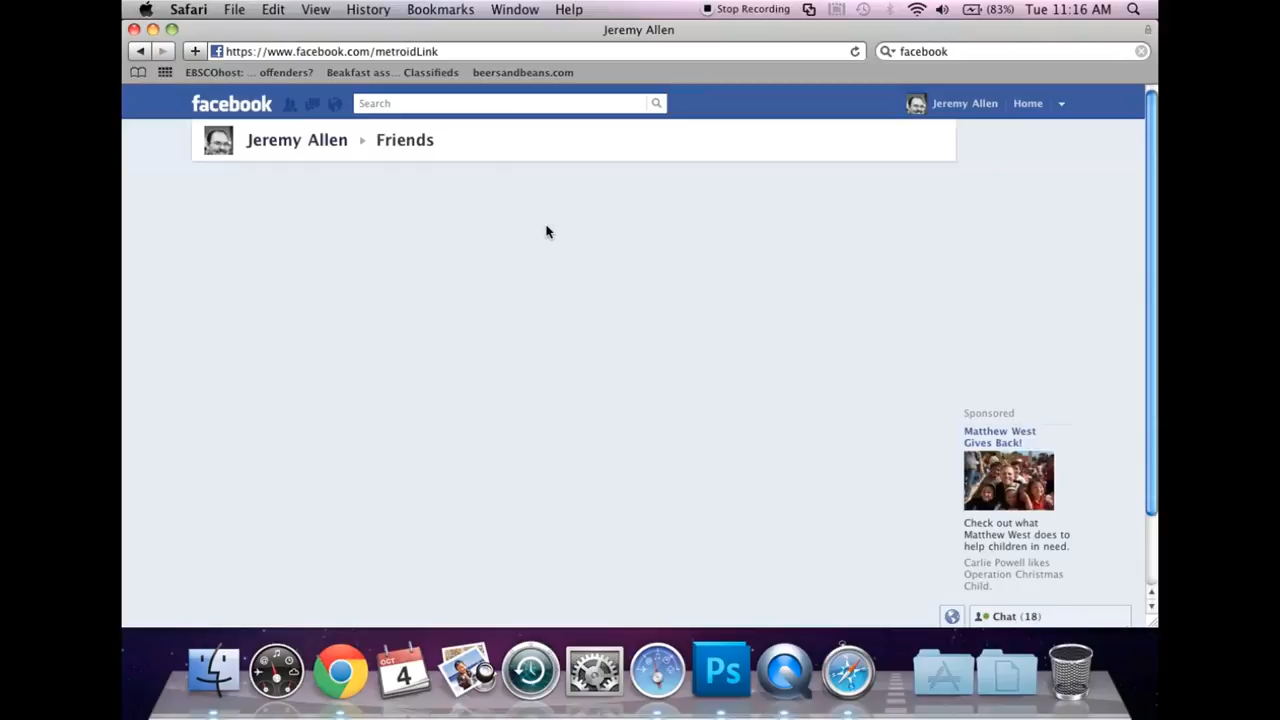 Safari File Edit View History Bookmarks Window Help Stop Recording (83%) Tue 11:16 AM
Jeremy Allen
https://www.facebook.com/metroidLink facebook
EBSCOhost: ... offenders? Beakfast ass... Classifieds beersandbeans.com
facebook Search Jeremy Allen Home
Jeremy Allen Friends
Sponsored
Matthew West
Gives Back!
Check out what
Matthew West does to
help children in need.
Carlie Powell likes
Operation Christmas
Child.
Chat (18)
OCT
4
Ps